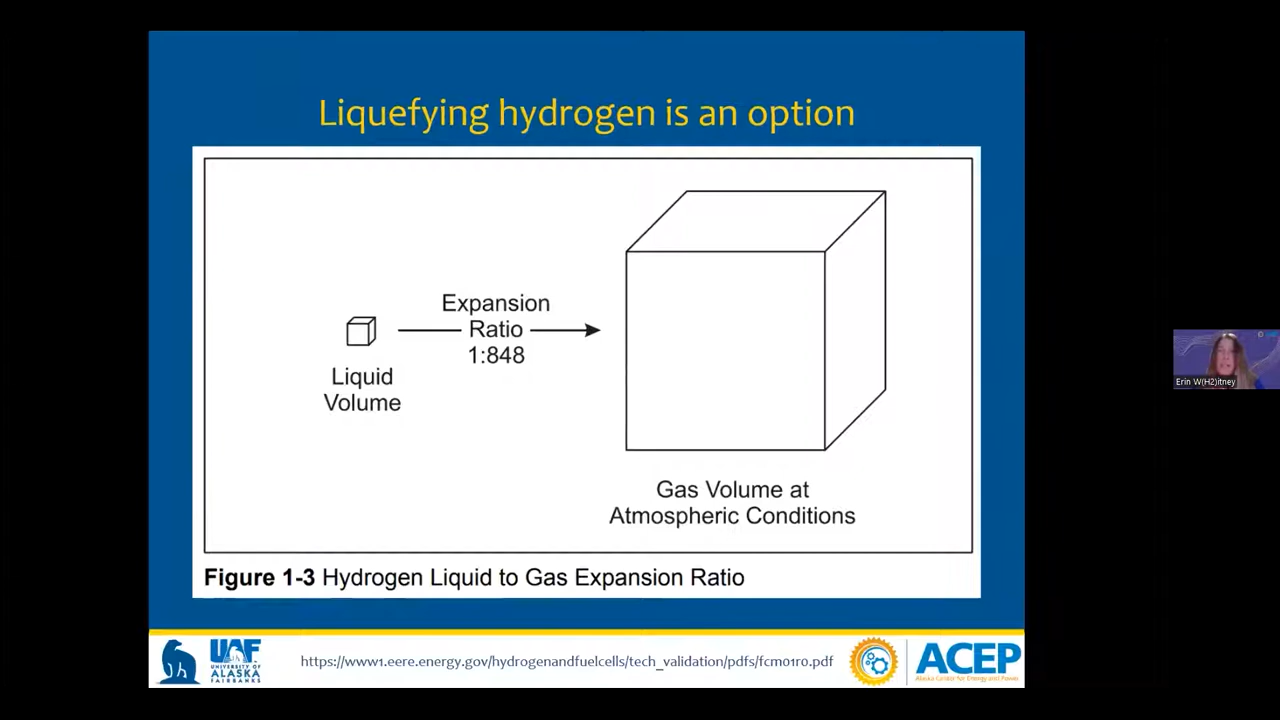 Liquefying hydrogen is an option
Expansion
Ratio
1:848
Liquid
Volume
Gas Volume at
Atmospheric Conditions
Figure 1-3 Hydrogen Liquid to Gas Expansion Ratio
Erin W(H2)itney
UAF
UNIVERSITY OF
ALASKA
FAIRBANKS
https://www1.eere.energy.gov/hydrogenandfuelcells/tech_validation/pdfs/fcm01r0.pdf
ACEP
Alaska Center for Energy and Power